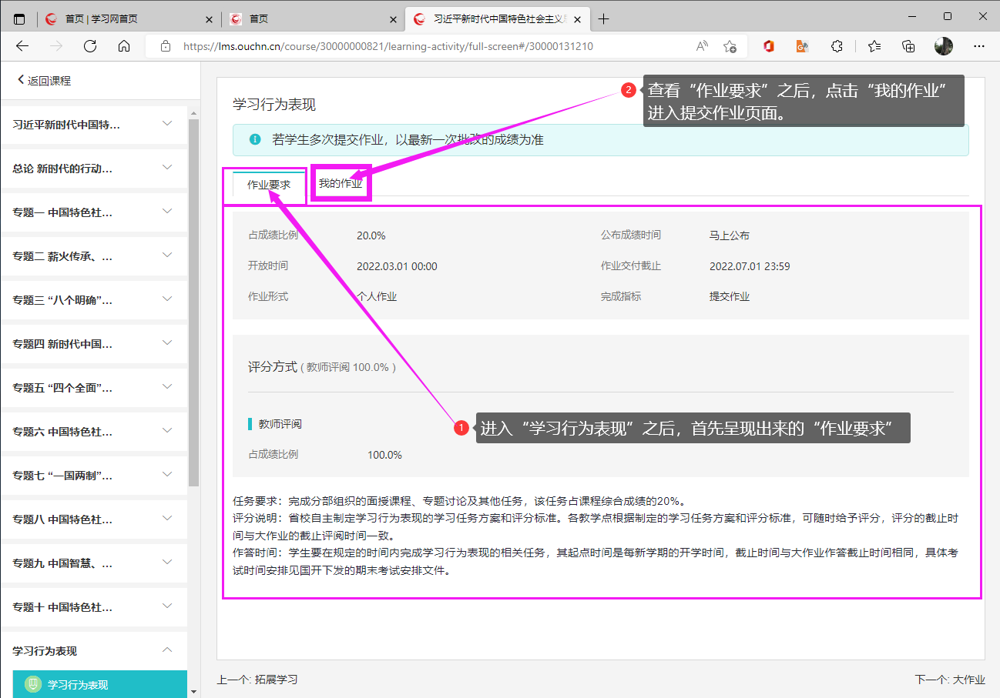 首页 | 学习网首页
首页
习近平新时代中国特色社会主义思
https://lms.ouchn.cn/course/30000000821/learning-activity/full-screen#/30000131210
返回课程
习近平新时代中国特...
总论 新时代的行动...
专题一 中国特色社...
专题二 薪火传承、...
专题三 “八个明确”...
专题四 新时代中国...
专题五 “四个全面”...
专题六 中国特色社...
专题七 “一国两制”...
专题八 中国特色社...
专题九 中国智慧、...
专题十 中国特色社...
学习行为表现
学习行为表现
学习行为表现
2 查看“作业要求”之后，点击“我的作业”
进入提交作业页面。
若学生多次提交作业，以最新一次批改的成绩为准
作业要求 我的作业
占成绩比例 20.0% 公布成绩时间 马上公布
开放时间 2022.03.01 00:00 作业交付截止 2022.07.01 23:59
作业形式 个人作业 完成指标 提交作业
评分方式 ( 教师评阅 100.0% )
教师评阅
1 进入“学习行为表现”之后，首先呈现出来的“作业要求”
占成绩比例 100.0%
任务要求：完成分部组织的面授课程、专题讨论及其他任务，该任务占课程综合成绩的20%。
评分说明：省校自主制定学习行为表现的学习任务方案和评分标准。各教学点根据制定的学习任务方案和评分标准，可随时给予评分，评分的截止时
间与大作业的截止评阅时间一致。
作答时间：学生要在规定的时间内完成学习行为表现的相关任务，其起点时间是每新学期的开学时间，截止时间与大作业作答截止时间相同，具体考
试时间安排见国开下发的期末考试安排文件。
上一个: 拓展学习 下一个: 大作业